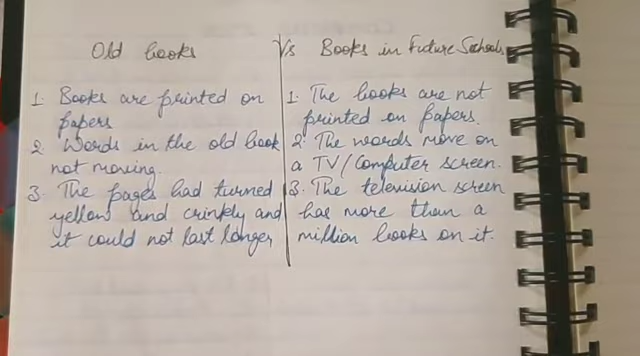 Old books Vs Books in Future Schools
1. Books are printed on
papers
2. Words in the old book
not moving.
3. The pages had turned
yellow and crinkly and
it could not last longer
1. The books are not
printed on papers.
2. The words move on
a TV/Computer screen.
3. The television screen
has more than a
million books on it.